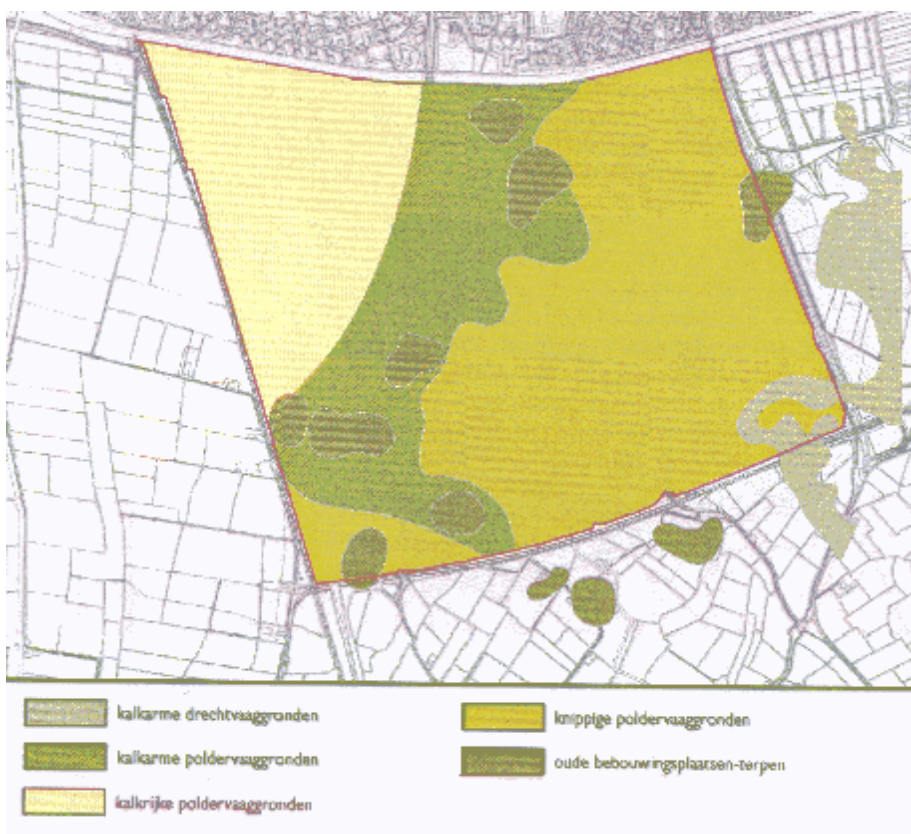 kalkarme drechtvaaggronden
kalkarme poldervaaggronden
kalkrijke poldervaaggronden
knippige poldervaaggronden
oude bebouwingsplaatsen-terpen